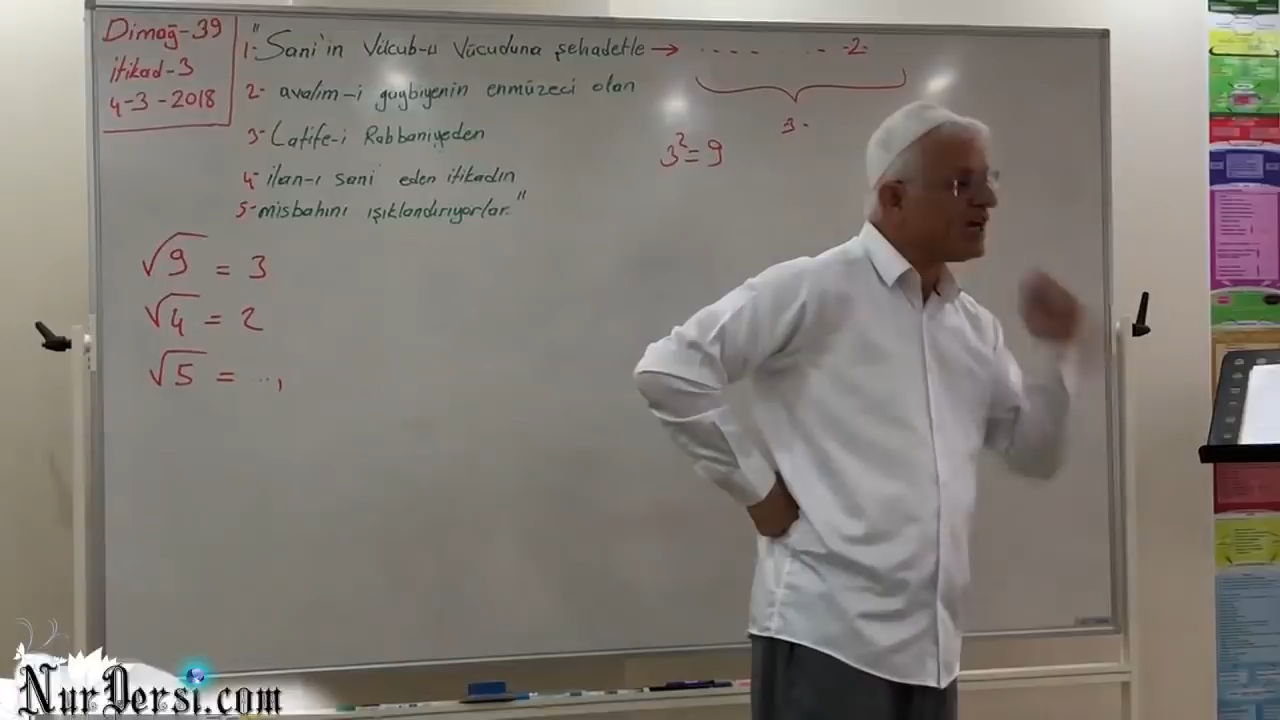 Dimağ-39
itikad-3
4-3-2018
1- "Sani'in Vücub-u Vücuduna şehadetle → .... .. -2-
2- avalim-i gaybiyenin enmüzeci olan
3- Latife-i Rabbaniyeden
4- ilan-ı sani eden itikadın
5- misbahını ışıklandırıyorlar."
3.
3²=9
√9 = 3
√4 = 2
√5 = ..,
NurDersi.com